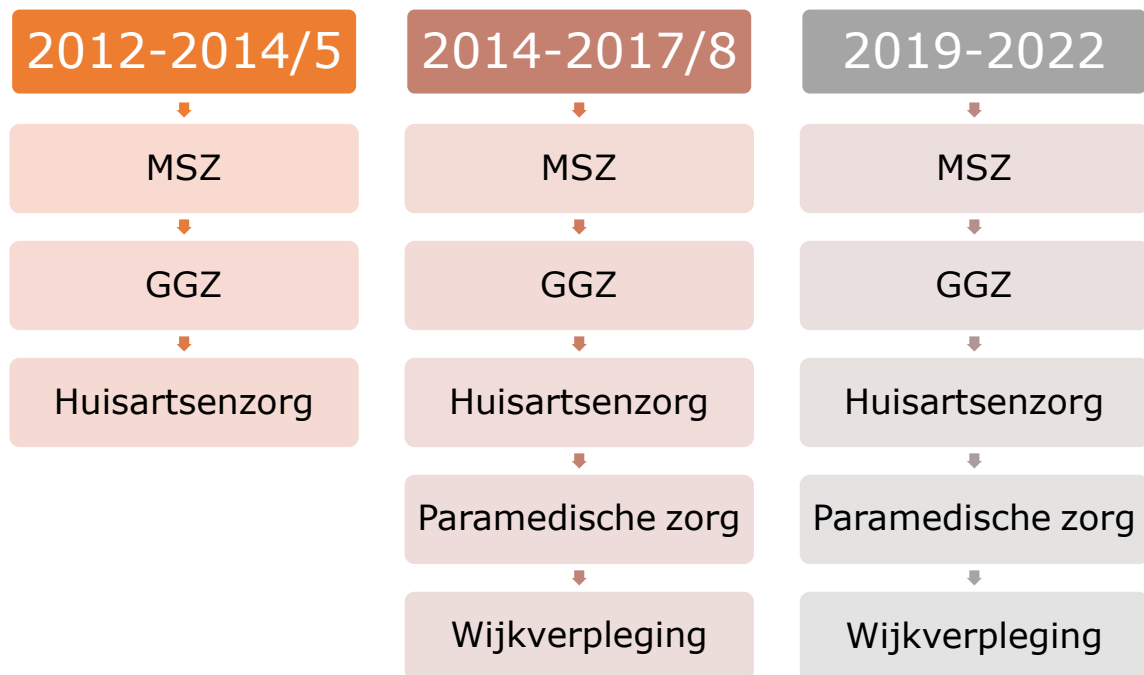 2012-2014/5
MSZ
GGZ
Huisartsenzorg
2014-2017/8
MSZ
GGZ
Huisartsenzorg
Paramedische zorg
Wijkverpleging
2019-2022
MSZ
GGZ
Huisartsenzorg
Paramedische zorg
Wijkverpleging